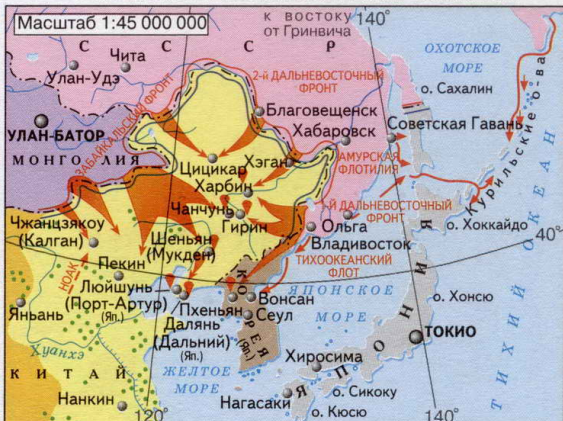 Масштаб 1:45 000 000
к востоку
от Гринвича
140°
С С С Р
ОХОТСКОЕ
МОРЕ
Чита
Улан-Удэ
ЗАБАЙКАЛЬСКИЙ ФРОНТ
2-й ДАЛЬНЕВОСТОЧНЫЙ
ФРОНТ
о. Сахалин
Благовещенск
Хабаровск
Советская Гавань
УЛАН-БАТОР
МОНГОЛИЯ
Цицикар
Хэган
АМУРСКАЯ
ФЛОТИЛИЯ
Курильские о-ва
Харбин
Чанчунь
Гирин
1-й ДАЛЬНЕВОСТОЧНЫЙ
ФРОНТ
о. Хоккайдо
Чжанцзякоу
(Калган)
Шеньян
(Мукден)
Ольга
Владивосток
40°
ТИХООКЕАНСКИЙ
ФЛОТ
НОАК
Пекин
Люйшунь
(Порт-Артур)
(Яп.)
Яньань
Пхеньян
Вонсан
Сеул
КОРЕЯ
(Яп.)
ЯПОНСКОЕ
МОРЕ
о. Хонсю
Далянь
(Дальний)
(Яп.)
ТОКИО
ЯПОНИЯ
ТИХИЙ ОКЕАН
Хуанхэ
КИТАЙ
ЖЕЛТОЕ
МОРЕ
Хиросима
Нанкин
120°
Нагасаки
о. Сикоку
о. Кюсю
140°